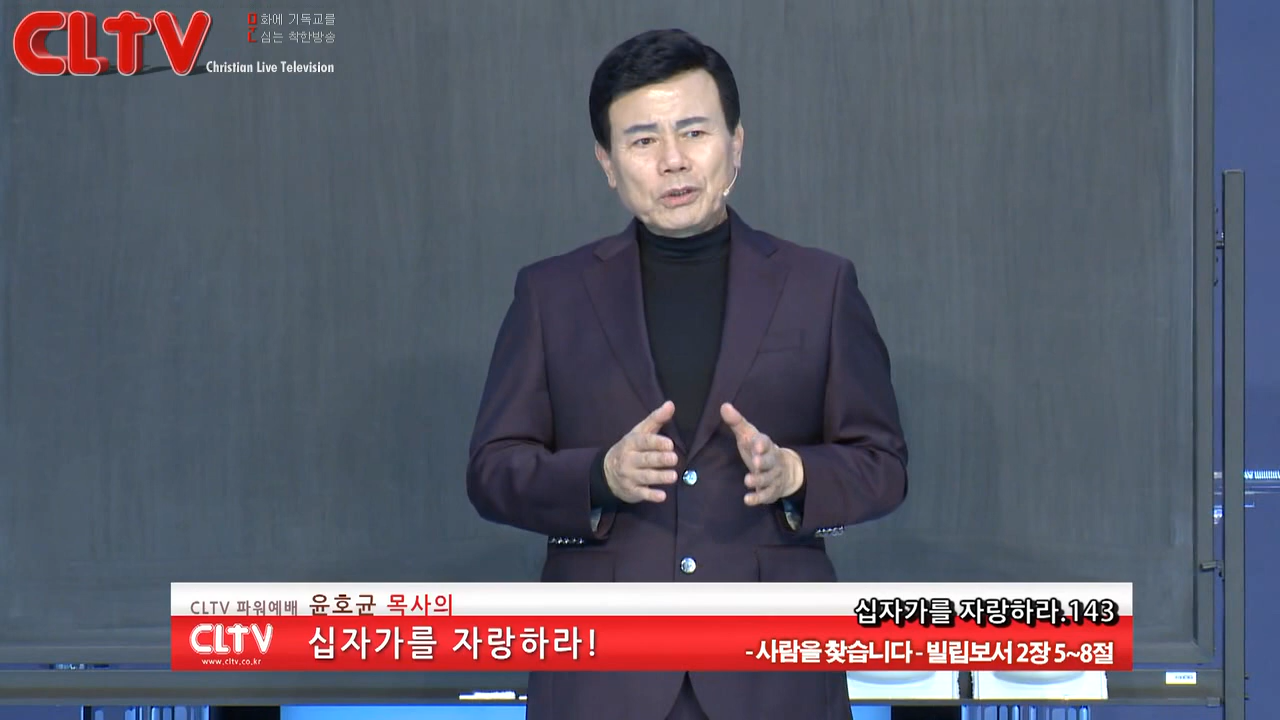 CLTV
문화에 기독교를
심는 착한방송
Christian Live Television
CLTV 파워예배 윤호균 목사의
십자가를 자랑하라.143
CLTV
www.cltv.co.kr
십자가를 자랑하라!
- 사람을 찾습니다 - 빌립보서 2장 5~8절